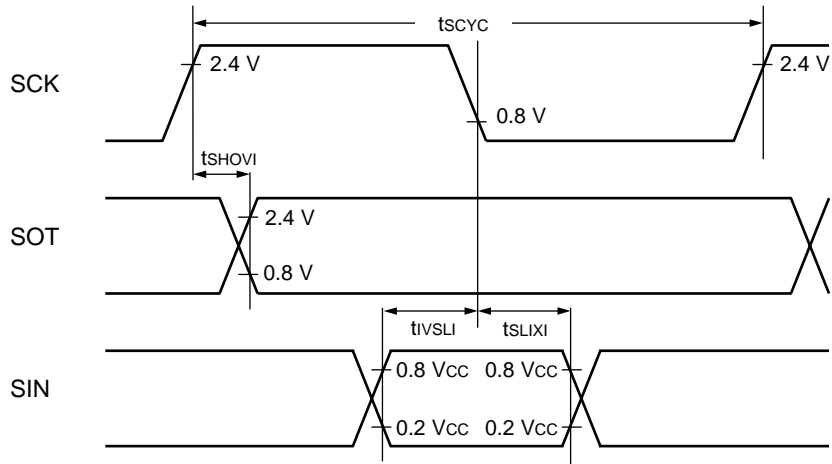 tSCYC
SCK
2.4 V
2.4 V
0.8 V
tSHOVI
SOT
2.4 V
0.8 V
tIVSLI
tSLIXI
SIN
0.8 VCC
0.8 VCC
0.2 VCC
0.2 VCC